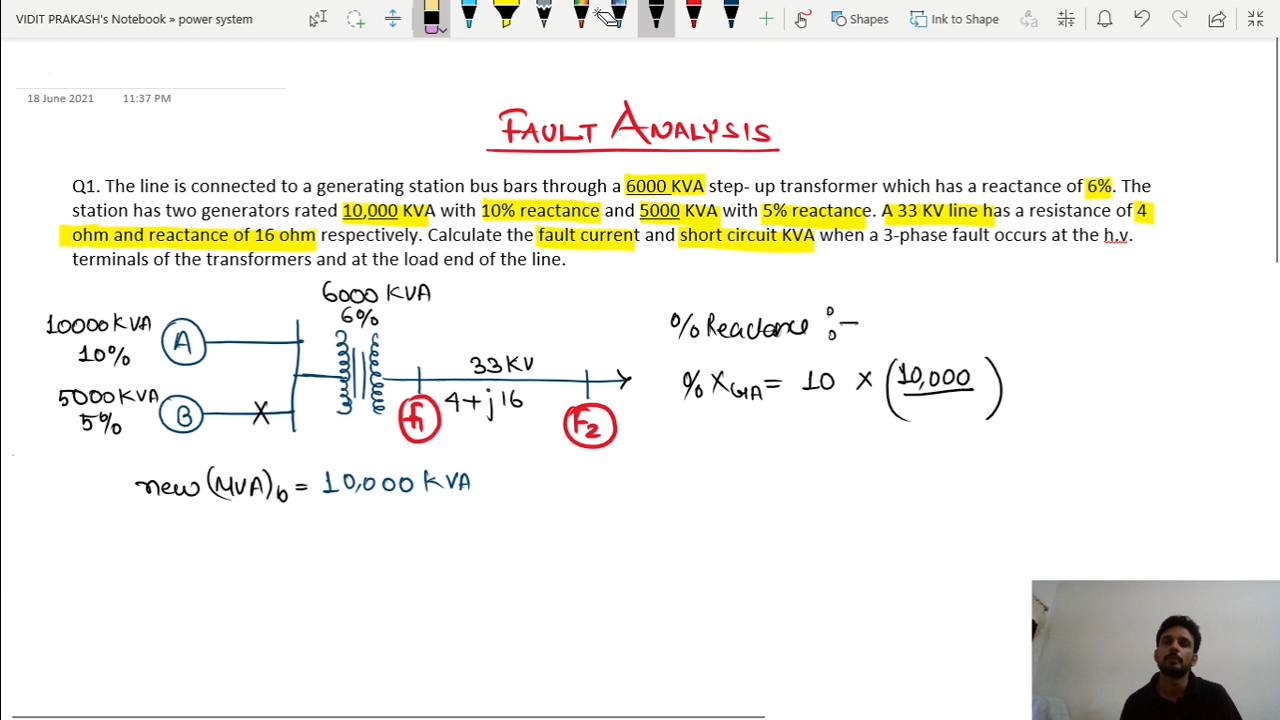 VIDIT PRAKASH's Notebook » power system
Shapes
Ink to Shape
18 June 2021 11:37 PM
FAULT ANALYSIS
Q1. The line is connected to a generating station bus bars through a 6000 KVA step- up transformer which has a reactance of 6%. The
station has two generators rated 10,000 KVA with 10% reactance and 5000 KVA with 5% reactance. A 33 KV line has a resistance of 4
ohm and reactance of 16 ohm respectively. Calculate the fault current and short circuit KVA when a 3-phase fault occurs at the h.v.
terminals of the transformers and at the load end of the line.
6000 KVA
6%
10000 KVA
10%
A
5000 KVA
5%
B
33 KV
4+j16
F1
F2
new (MVA)b = 10,000 KVA
% Reactance :-
% XGA = 10 × (10,000)